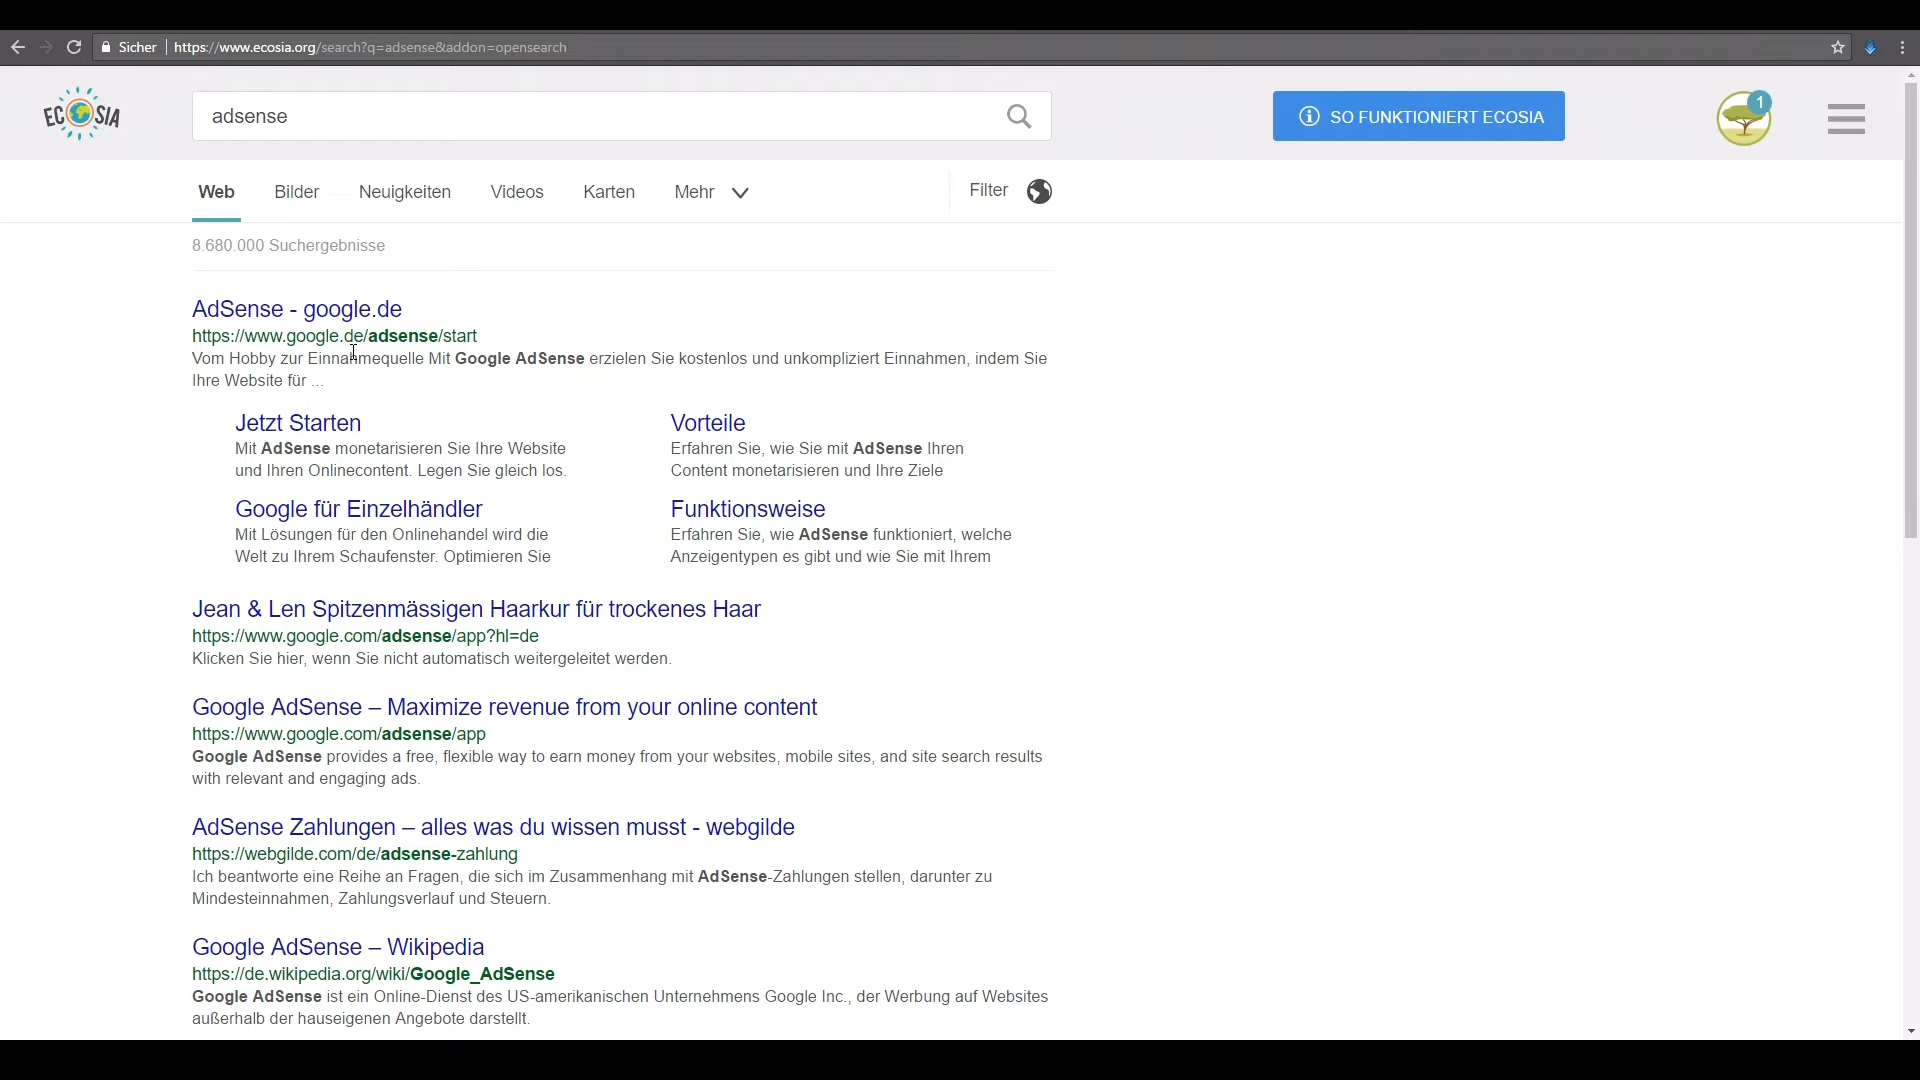 Sicher | https://www.ecosia.org/search?q=adsense&addon=opensearch
ECOSIA
adsense
SO FUNKTIONIERT ECOSIA
1
Web Bilder Neuigkeiten Videos Karten Mehr Filter
8.680.000 Suchergebnisse
AdSense - google.de
https://www.google.de/adsense/start
Vom Hobby zur Einnahmequelle Mit Google AdSense erzielen Sie kostenlos und unkompliziert Einnahmen, indem Sie
Ihre Website für ...
Jetzt Starten
Mit AdSense monetarisieren Sie Ihre Website
und Ihren Onlinecontent. Legen Sie gleich los.
Vorteile
Erfahren Sie, wie Sie mit AdSense Ihren
Content monetarisieren und Ihre Ziele
Google für Einzelhändler
Mit Lösungen für den Onlinehandel wird die
Welt zu Ihrem Schaufenster. Optimieren Sie
Funktionsweise
Erfahren Sie, wie AdSense funktioniert, welche
Anzeigentypen es gibt und wie Sie mit Ihrem
Jean & Len Spitzenmässigen Haarkur für trockenes Haar
https://www.google.com/adsense/app?hl=de
Klicken Sie hier, wenn Sie nicht automatisch weitergeleitet werden.
Google AdSense – Maximize revenue from your online content
https://www.google.com/adsense/app
Google AdSense provides a free, flexible way to earn money from your websites, mobile sites, and site search results
with relevant and engaging ads.
AdSense Zahlungen – alles was du wissen musst - webgilde
https://webgilde.com/de/adsense-zahlung
Ich beantworte eine Reihe an Fragen, die sich im Zusammenhang mit AdSense-Zahlungen stellen, darunter zu
Mindesteinnahmen, Zahlungsverlauf und Steuern.
Google AdSense – Wikipedia
https://de.wikipedia.org/wiki/Google_AdSense
Google AdSense ist ein Online-Dienst des US-amerikanischen Unternehmens Google Inc., der Werbung auf Websites
außerhalb der hauseigenen Angebote darstellt.